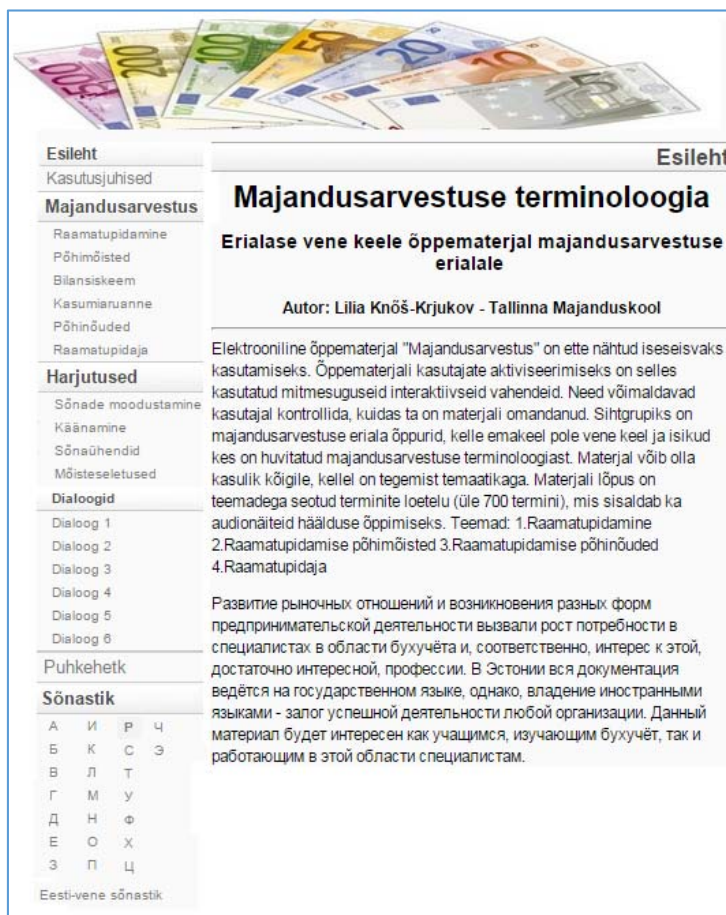 500
200
100
50
20
10
5
Esileht
Kasutusjuhised
Majandusarvestus
Raamatupidamine
Põhimõisted
Bilansiskeem
Kasumiaruanne
Põhinõuded
Raamatupidaja
Harjutused
Sõnade moodustamine
Käänamine
Sõnaühendid
Mõisteseletused
Dialoogid
Dialoog 1
Dialoog 2
Dialoog 3
Dialoog 4
Dialoog 5
Dialoog 6
Puhkehetk
Sõnastik
А И Р Ч
Б К С Э
В Л Т
Г М У
Д Н Ф
Е О Х
З П Ц
Eesti-vene sõnastik
Esileht
Majandusarvestuse terminoloogia
Erialase vene keele õppematerjal majandusarvestuse
erialale
Autor: Lilia Knõš-Krjukov - Tallinna Majanduskool
Elektrooniline õppematerjal "Majandusarvestus" on ette nähtud iseseisvaks
kasutamiseks. Õppematerjali kasutajate aktiviseerimiseks on selles
kasutatud mitmesuguseid interaktiivseid vahendeid. Need võimaldavad
kasutajal kontrollida, kuidas ta on materjali omandanud. Sihtgrupiks on
majandusarvestuse eriala õppurid, kelle emakeel pole vene keel ja isikud
kes on huvitatud majandusarvestuse terminoloogiast. Materjal võib olla
kasulik kõigile, kellel on tegemist temaatikaga. Materjali lõpus on
teemadega seotud terminite loetelu (üle 700 termini), mis sisaldab ka
audionäiteid häälduse õppimiseks. Teemad: 1.Raamatupidamine
2.Raamatupidamise põhimõisted 3.Raamatupidamise põhinõuded
4.Raamatupidaja
Развитие рыночных отношений и возникновения разных форм
предпринимательской деятельности вызвали рост потребности в
специалистах в области бухучёта и, соответственно, интерес к этой,
достаточно интересной, профессии. В Эстонии вся документация
ведётся на государственном языке, однако, владение иностранными
языками - залог успешной деятельности любой организации. Данный
материал будет интересен как учащимся, изучающим бухучёт, так и
работающим в этой области специалистам.